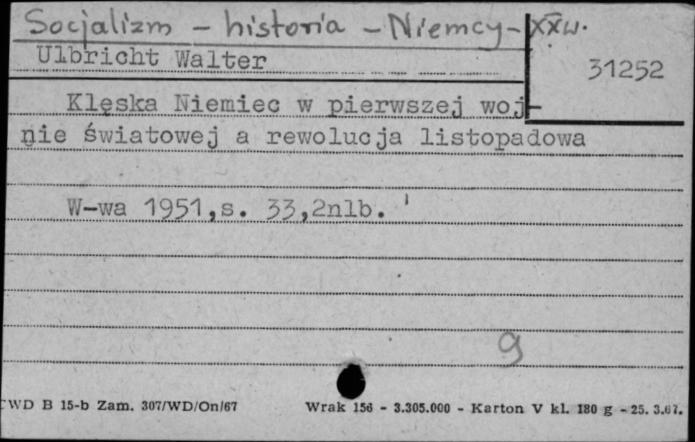 Socjalizm - historia - Niemcy - XXw.
Ulbricht Walter
31252
Klęska Niemiec w pierwszej woj-
nie światowej a rewolucja listopadowa
W-wa 1951,s. 33,2nlb.
9
WD B 15-b Zam. 307/WD/On/67 Wrak 156 - 3.305.000 - Karton V kl. 180 g - 25. 3.67.